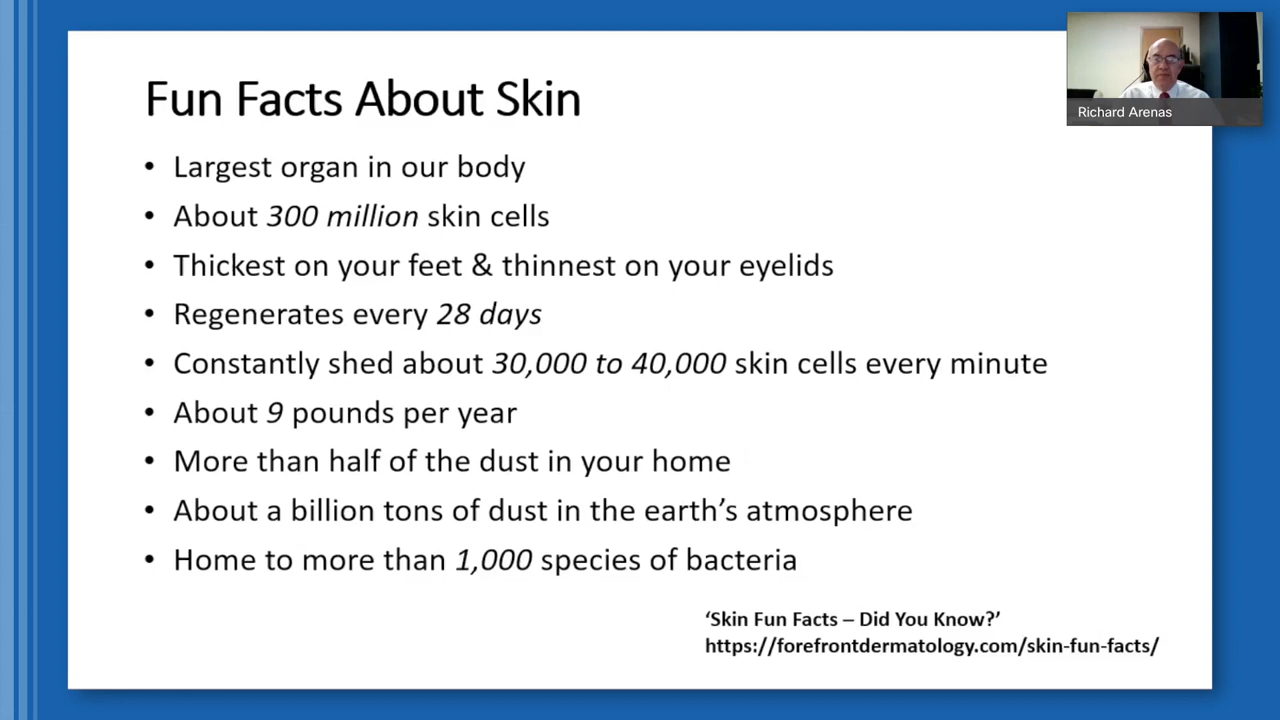 Fun Facts About Skin
Richard Arenas
• Largest organ in our body
• About 300 million skin cells
• Thickest on your feet & thinnest on your eyelids
• Regenerates every 28 days
• Constantly shed about 30,000 to 40,000 skin cells every minute
• About 9 pounds per year
• More than half of the dust in your home
• About a billion tons of dust in the earth’s atmosphere
• Home to more than 1,000 species of bacteria
‘Skin Fun Facts – Did You Know?’
https://forefrontdermatology.com/skin-fun-facts/